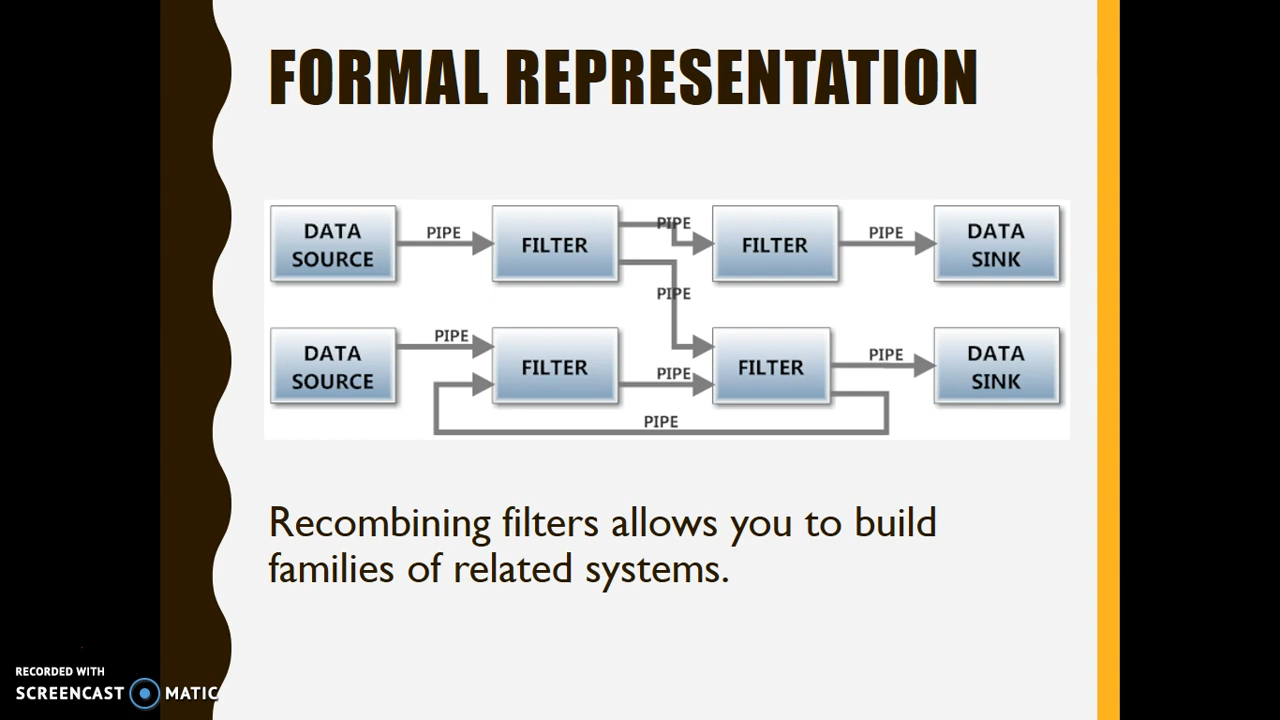 FORMAL REPRESENTATION
DATA
SOURCE
PIPE
FILTER
PIPE
FILTER
PIPE
DATA
SINK
PIPE
DATA
SOURCE
PIPE
FILTER
PIPE
FILTER
PIPE
DATA
SINK
PIPE
Recombining filters allows you to build
families of related systems.
RECORDED WITH
SCREENCAST MATIC